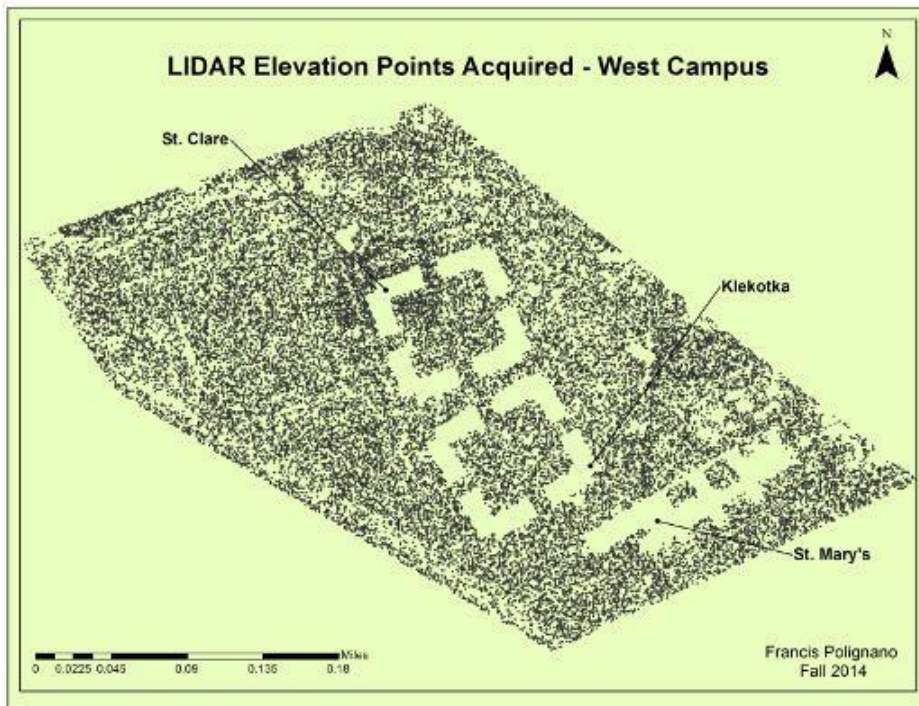 N
LIDAR Elevation Points Acquired - West Campus
St. Clare
Klekotka
St. Mary's
Miles
0 0.0225 0.045 0.09 0.135 0.18
Francis Polignano
Fall 2014